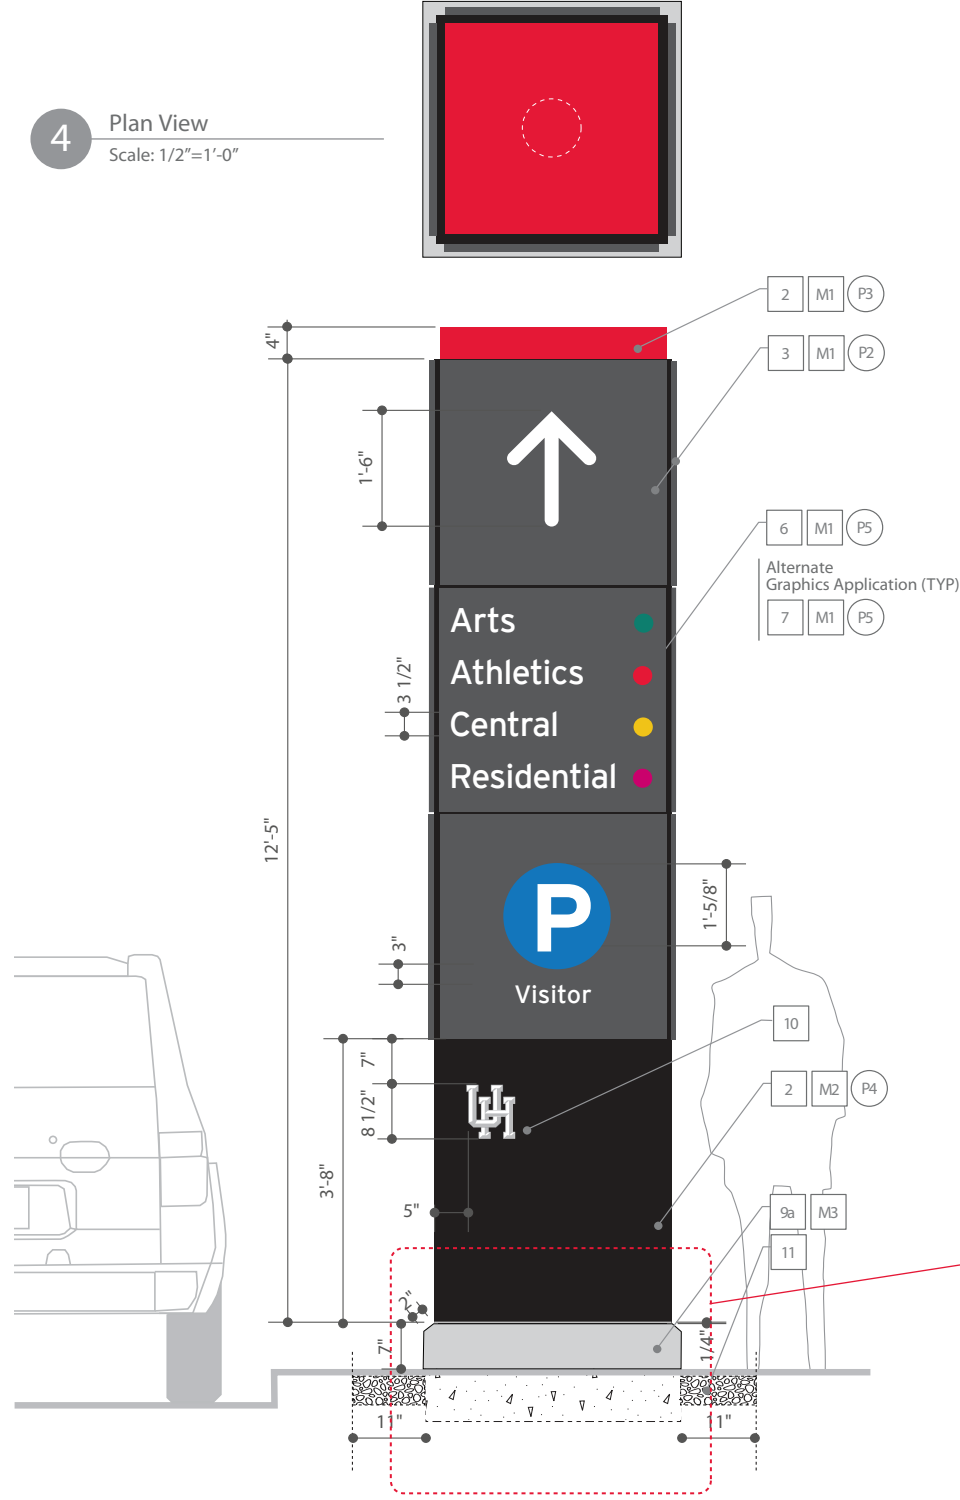 4
Plan View
Scale: 1/2"=1'-0"
2 M1 P3
4"
3 M1 P2
1'-6"
6 M1 P5
Alternate
Graphics Application (TYP)
7 M1 P5
Arts
Athletics
3 1/2"
Central
Residential
12'-5"
P
1'-5/8"
3"
Visitor
10
7"
UH
8 1/2"
2 M2 P4
3'-8"
5"
9a M3
11
2"
7"
1/4"
11"
11"